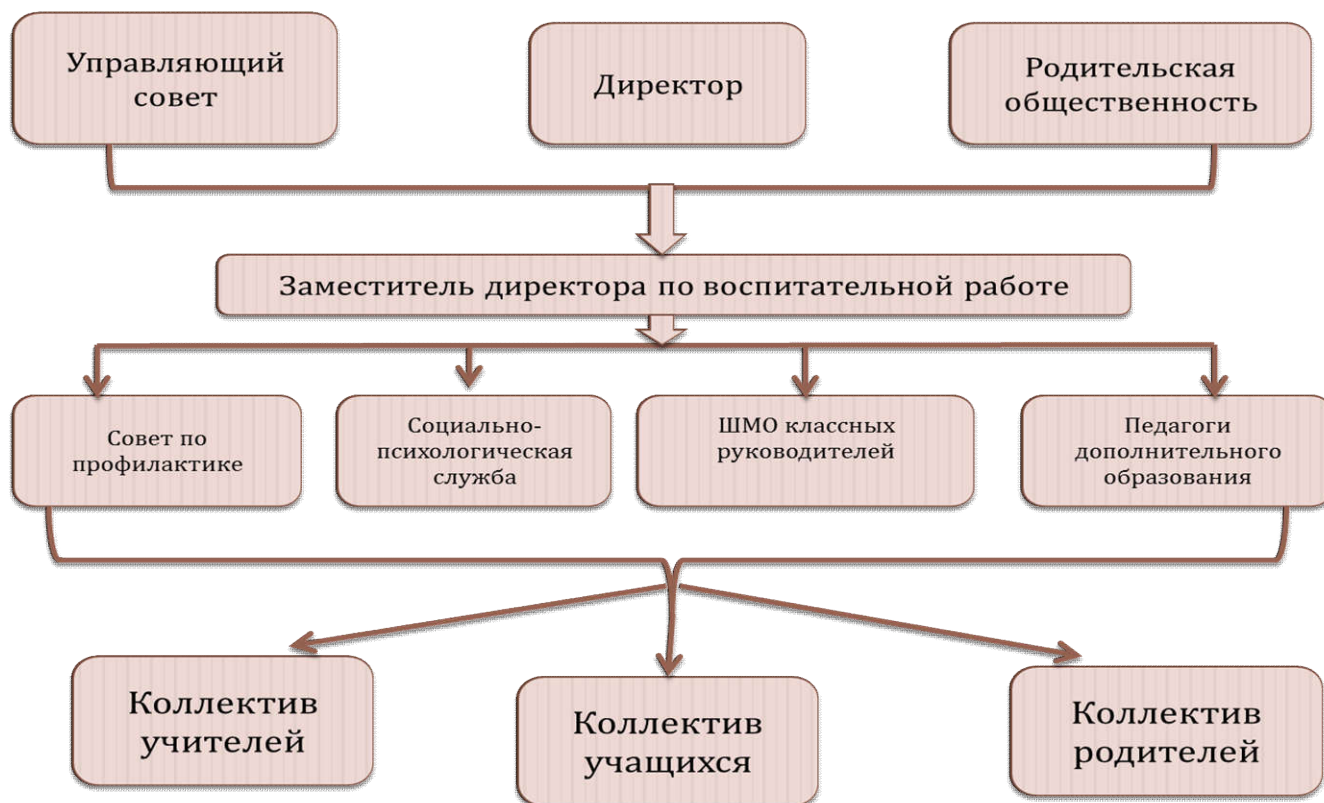 Управляющий
совет
Директор
Родительская
общественность
Заместитель директора по воспитательной работе
Совет по
профилактике
Социально-
психологическая
служба
ШМО классных
руководителей
Педагоги
дополнительного
образования
Коллектив
учителей
Коллектив
учащихся
Коллектив
родителей